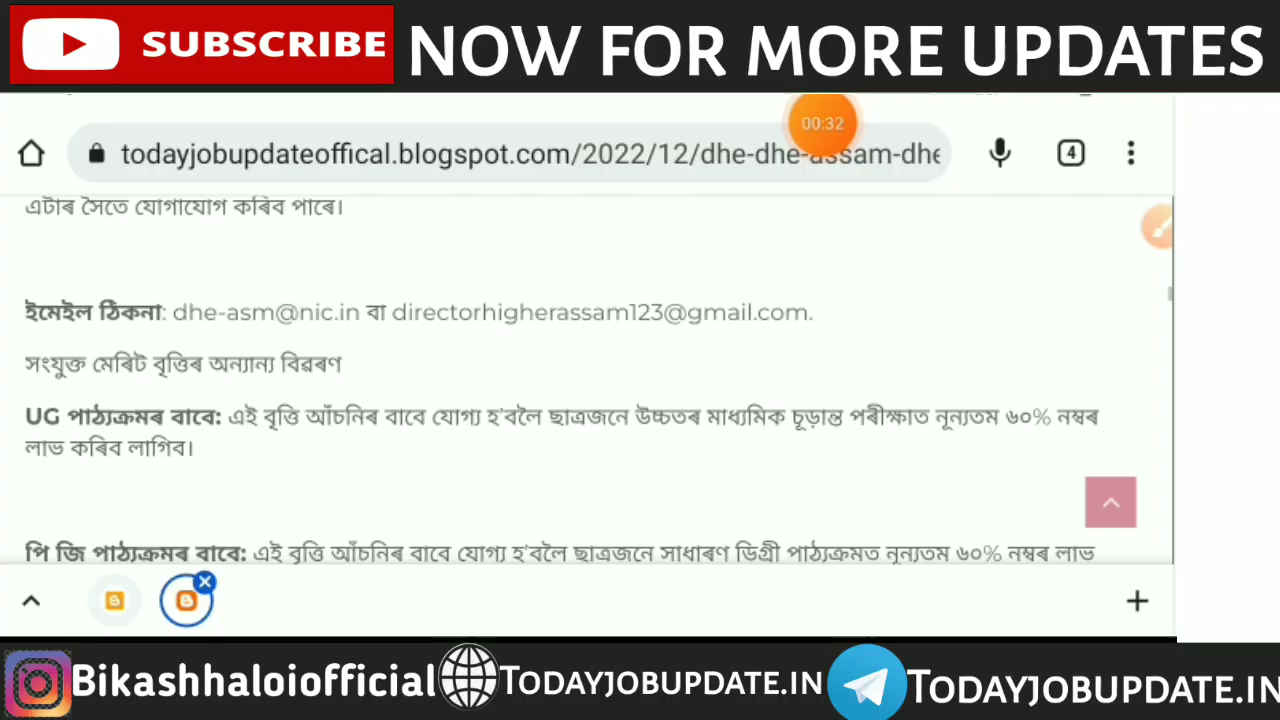 SUBSCRIBE NOW FOR MORE UPDATES
00:32
todayjobupdateoffical.blogspot.com/2022/12/dhe-dhe-assam-dhe
4
এটাৰ সৈতে যোগাযোগ কৰিব পাৰে।
ইমেইল ঠিকনা: dhe-asm@nic.in বা directorhigherassam123@gmail.com.
সংযুক্ত মেৰিট বৃত্তিৰ অন্যান্য বিৱৰণ
UG পাঠ্যক্ৰমৰ বাবে: এই বৃত্তি আঁচনিৰ বাবে যোগ্য হ'বলৈ ছাত্ৰজনে উচ্চতৰ মাধ্যমিক চূড়ান্ত পৰীক্ষাত নূন্যতম ৬০% নম্বৰ
লাভ কৰিব লাগিব।
পি জি পাঠ্যক্ৰমৰ বাবে: এই বৃত্তি আঁচনিৰ বাবে যোগ্য হ'বলৈ ছাত্ৰজনে সাধাৰণ ডিগ্ৰী পাঠ্যক্ৰমত নূন্যতম ৬০% নম্বৰ লাভ
Bikashhaloiofficial TODAYJOBUPDATE.IN TODAYJOBUPDATE.IN